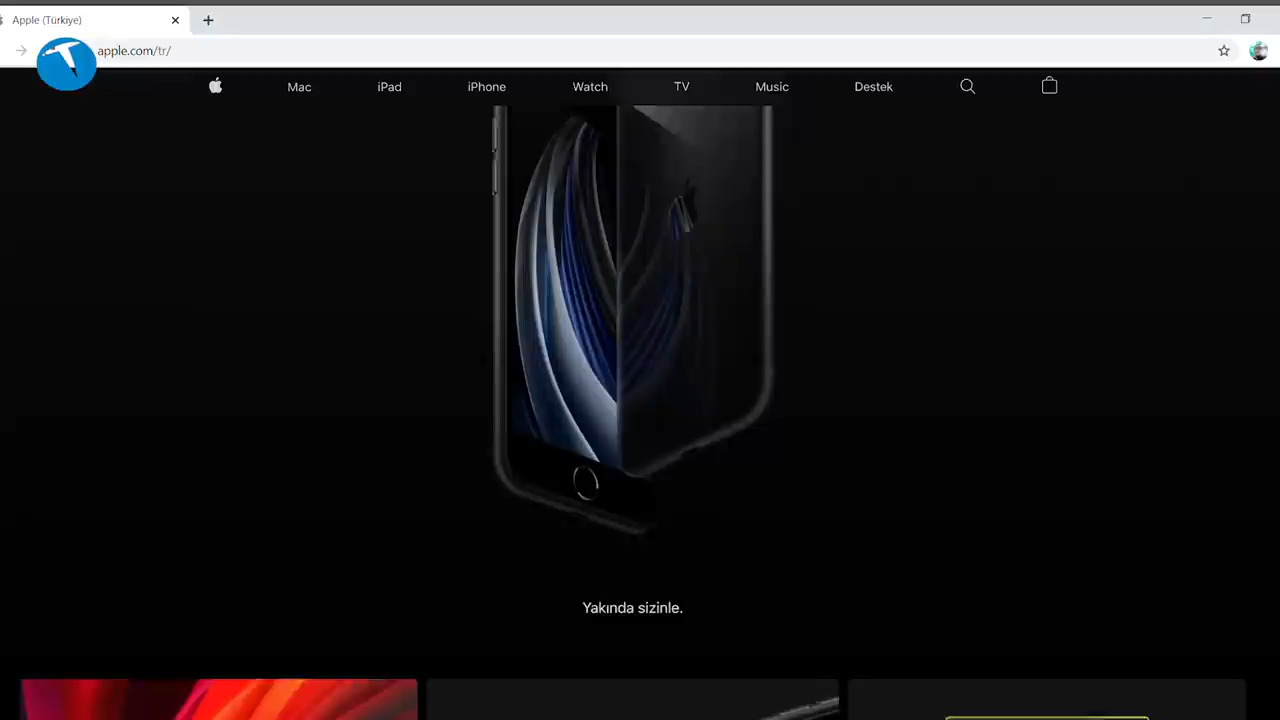 Apple (Türkiye)
apple.com/tr/
Mac
iPad
iPhone
Watch
TV
Music
Destek
Yakında sizinle.